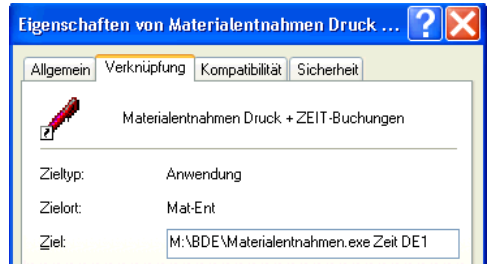 Eigenschaften von Materialentnahmen Druck ...
Allgemein Verknüpfung Kompatibilität Sicherheit
Materialentnahmen Druck + ZEIT-Buchungen
Zieltyp: Anwendung
Zielort: Mat-Ent
Ziel: M:\BDE\Materialentnahmen.exe Zeit DE1